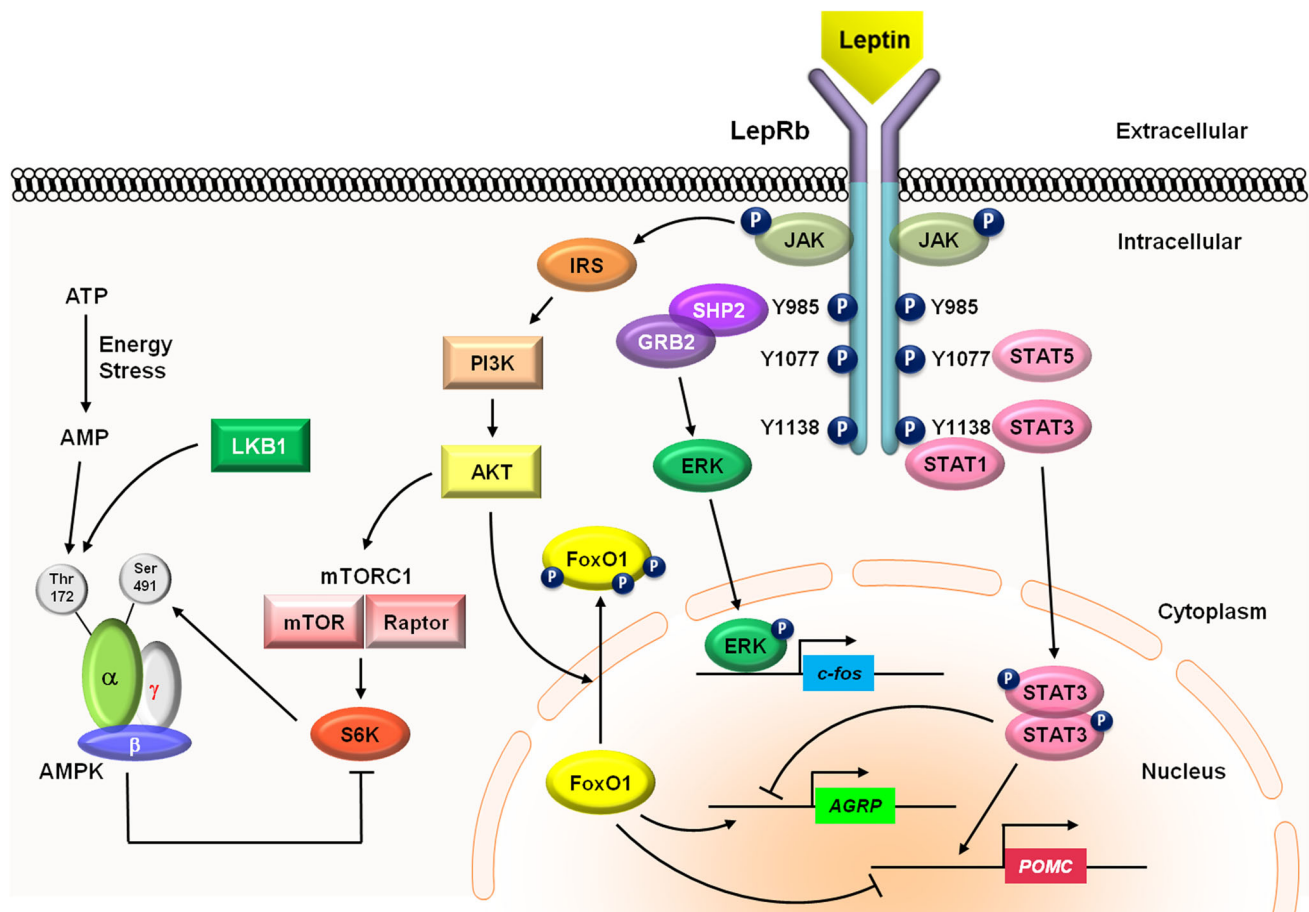 Leptin
LepRb
Extracellular
Intracellular
P
JAK
JAK
P
IRS
ATP
Energy
Stress
AMP
LKB1
PI3K
AKT
SHP2
GRB2
Y985
P
P
Y985
Y1077
P
P
Y1077
STAT5
Y1138
P
P
Y1138
STAT3
STAT1
ERK
Thr
172
Ser
491
mTORC1
mTOR
Raptor
FoxO1
P
P
P
Cytoplasm
ERK
P
c-fos
α
γ
β
AMPK
S6K
P
STAT3
STAT3
P
Nucleus
FoxO1
AGRP
POMC